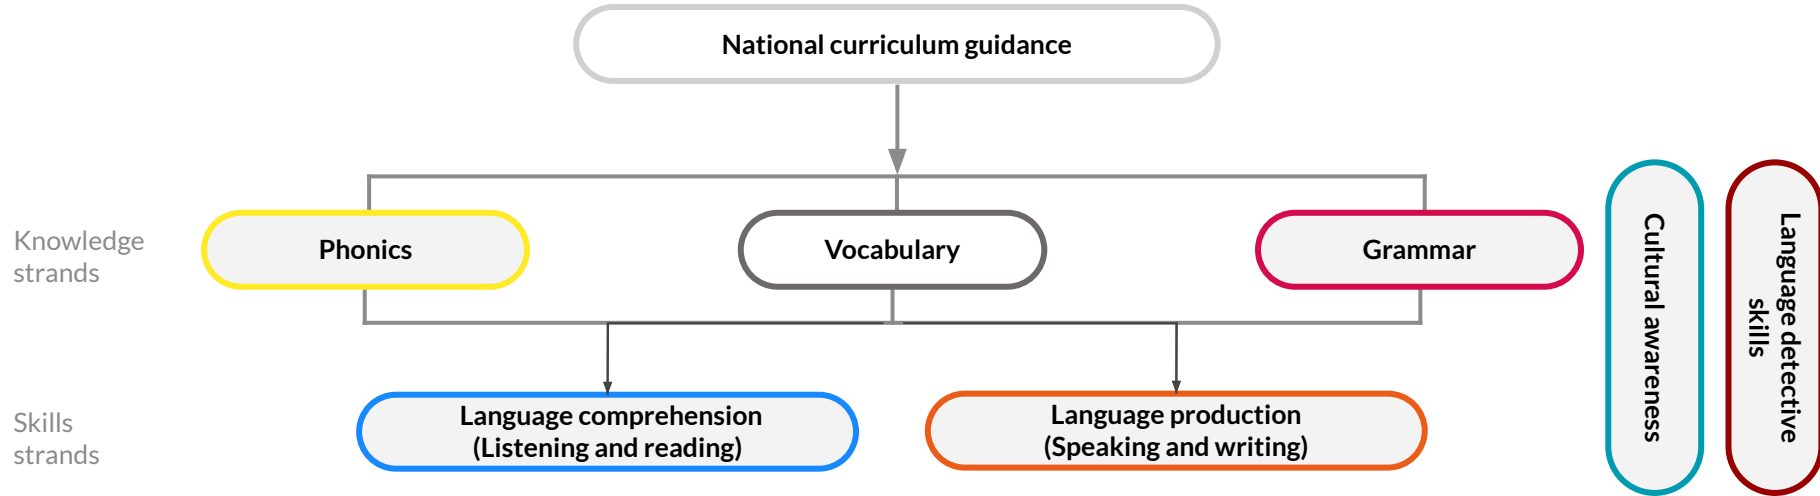 National curriculum guidance
Knowledge
strands
Phonics
Vocabulary
Grammar
Skills
strands
Language comprehension
(Listening and reading)
Language production
(Speaking and writing)
Cultural awareness
Language detective
skills